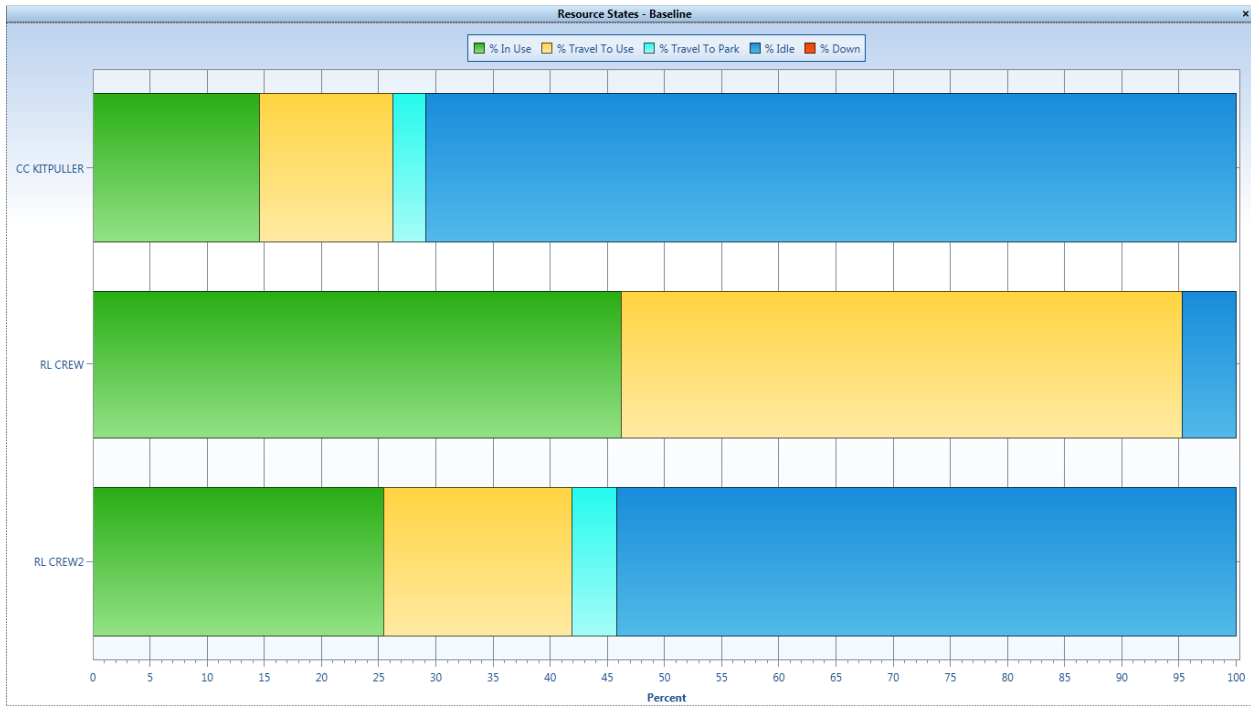 Resource States - Baseline ×
% In Use % Travel To Use % Travel To Park % Idle % Down
CC KITPULLER
RL CREW
RL CREW2
0 5 10 15 20 25 30 35 40 45 50 55 60 65 70 75 80 85 90 95 100
Percent